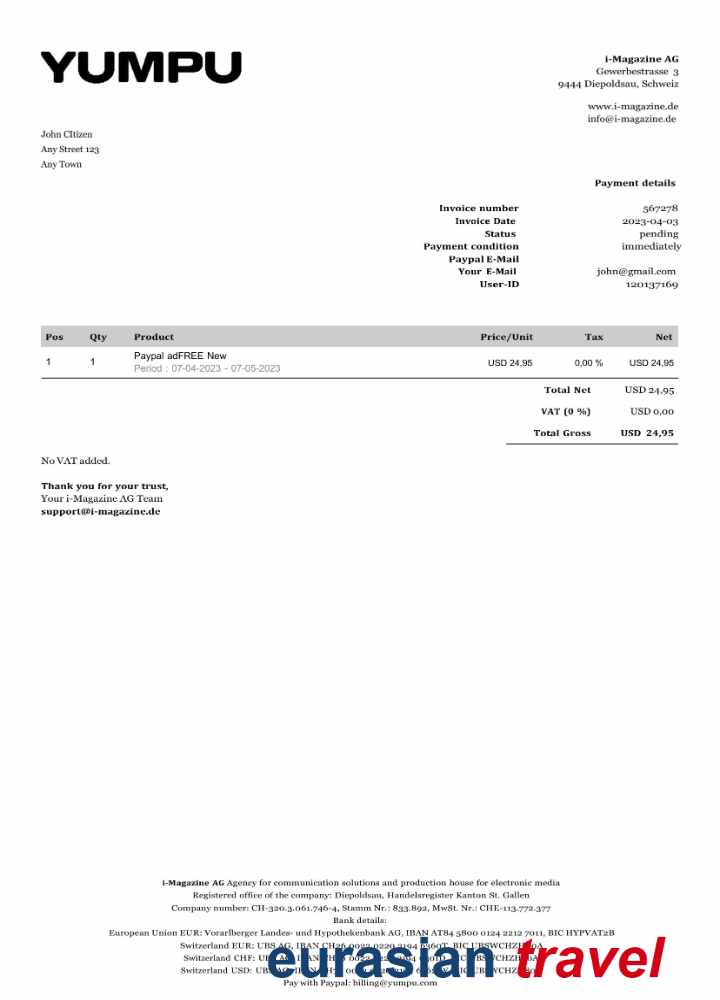 YUMPU
i-Magazine AG
Gewerbestrasse 3
9444 Diepoldsau, Schweiz
www.i-magazine.de
info@i-magazine.de
John CItizen
Any Street 123
Any Town
Payment details
Invoice number 567278
Invoice Date 2023-04-03
Status pending
Payment condition immediately
Paypal E-Mail
Your E-Mail john@gmail.com
User-ID 120137169
Pos Qty Product Price/Unit Tax Net
1 1 Paypal adFREE New USD 24,95 0,00 % USD 24,95
Period : 07-04-2023 - 07-05-2023
Total Net USD 24,95
VAT (0 %) USD 0,00
Total Gross USD 24,95
No VAT added.
Thank you for your trust,
Your i-Magazine AG Team
support@i-magazine.de
i-Magazine AG Agency for communication solutions and production house for electronic media
Registered office of the company: Diepoldsau, Handelsregister Kanton St. Gallen
Company number: CH-320.3.061.746-4, Stamm Nr.: 833.892, MwSt. Nr.: CHE-113.772.377
Bank details:
European Union EUR: Vorarlberger Landes- und Hypothekenbank AG, IBAN AT84 5800 0124 2212 7011, BIC HYPVAT2B
Switzerland EUR: UBS AG, IBAN
Switzerland CHF:
Switzerland USD:
eurasian travel
Pay with Paypal: billing@yumpu.com